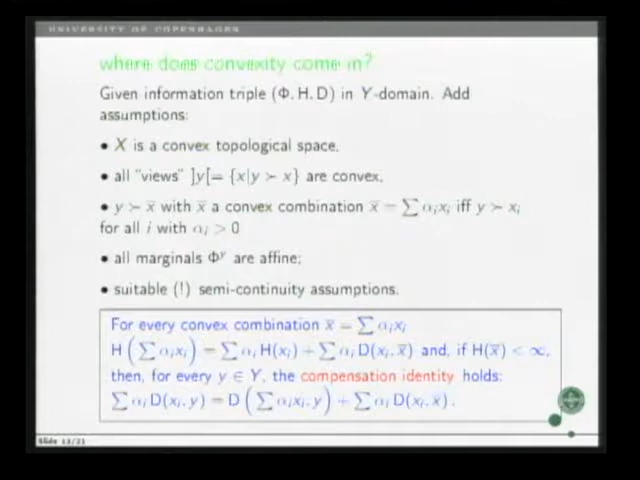 UNIVERSITY OF COPENHAGEN
where does convexity come in?
Given information triple (Φ, H, D) in Y-domain. Add
assumptions:
• X is a convex topological space,
• all "views" ]y[= {x|y ≻ x} are convex,
• y ≻ x̄ with x̄ a convex combination x̄ = ∑ αᵢxᵢ iff y ≻ xᵢ
for all i with αᵢ > 0
• all marginals Φʸ are affine;
• suitable (!) semi-continuity assumptions.
For every convex combination x̄ = ∑ αᵢxᵢ
H(∑ αᵢxᵢ) = ∑ αᵢ H(xᵢ) + ∑ αᵢ D(xᵢ, x̄) and, if H(x̄) < ∞,
then, for every y ∈ Y, the compensation identity holds:
∑ αᵢ D(xᵢ, y) = D(∑ αᵢxᵢ, y) + ∑ αᵢ D(xᵢ, x̄).
Slide 13/21